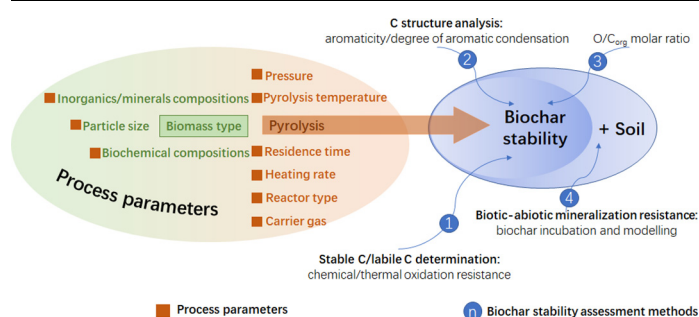 C structure analysis:
aromaticity/degree of aromatic condensation
O/Corg molar ratio
2
3
Pressure
Inorganics/minerals compositions
Pyrolysis temperature
Particle size
Biomass type
Pyrolysis
Biochar
stability
+ Soil
Biochemical compositions
Residence time
Heating rate
Reactor type
Carrier gas
Process parameters
1
4
Biotic-abiotic mineralization resistance:
biochar incubation and modelling
Stable C/labile C determination:
chemical/thermal oxidation resistance
Process parameters
n
Biochar stability assessment methods